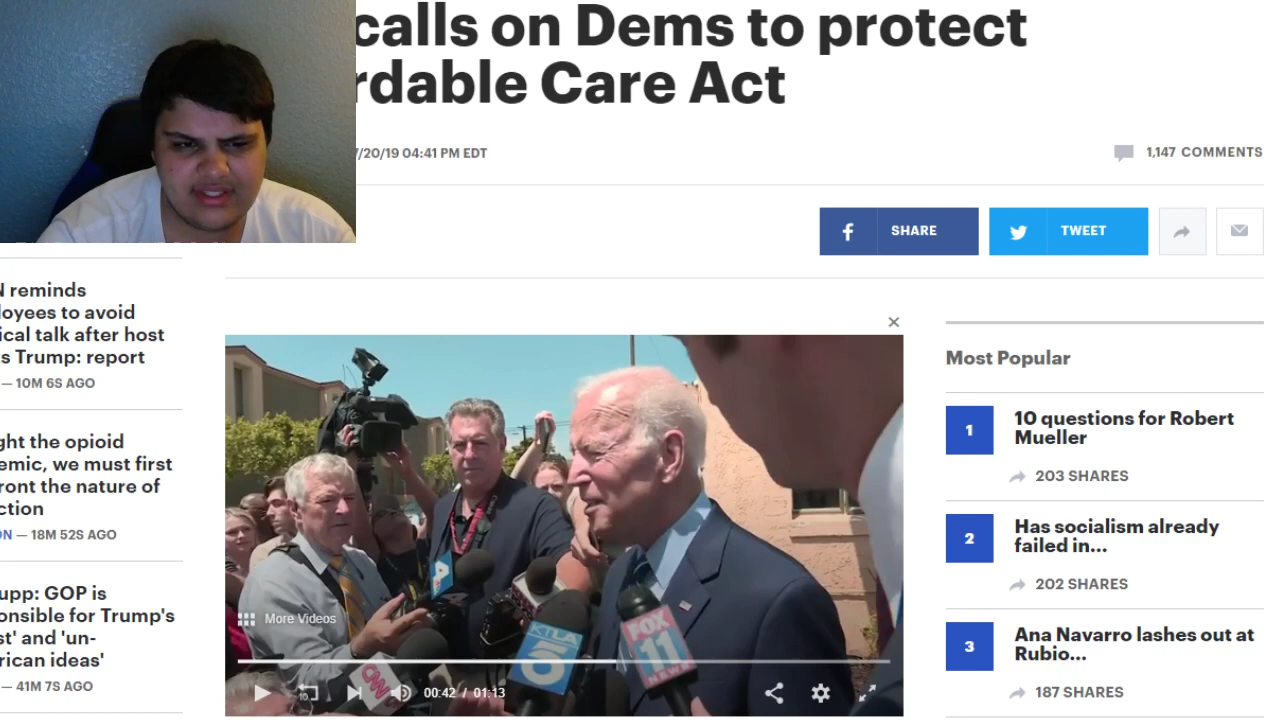 calls on Dems to protect
rdable Care Act
7/20/19 04:41 PM EDT
1,147 COMMENTS
SHARE
TWEET
N reminds
loyees to avoid
ical talk after host
s Trump: report
— 10M 6S AGO
ght the opioid
emic, we must first
ront the nature of
ction
ON — 18M 52S AGO
upp: GOP is
onsible for Trump's
st' and 'un-
rican ideas'
— 41M 7S AGO
More Videos
KTLA
5
FOX
11
NEWS
CNN
10
00:42 / 01:13
Most Popular
1
10 questions for Robert
Mueller
203 SHARES
2
Has socialism already
failed in...
202 SHARES
3
Ana Navarro lashes out at
Rubio...
187 SHARES